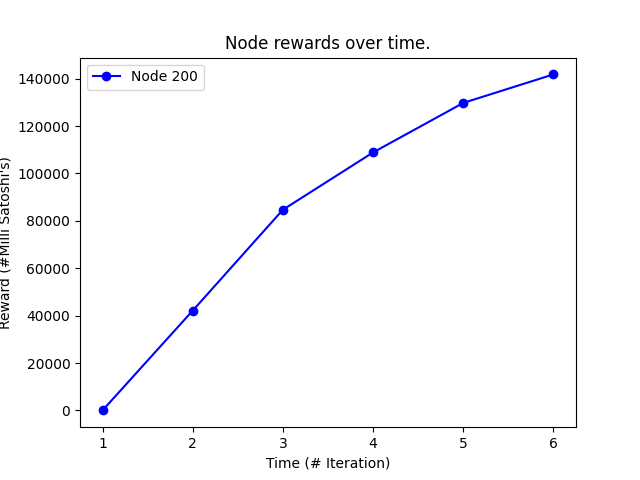 Node rewards over time.
Node 200
140000
120000
100000
80000
60000
40000
20000
0
Reward (#Milli Satoshi's)
1 2 3 4 5 6
Time (# Iteration)